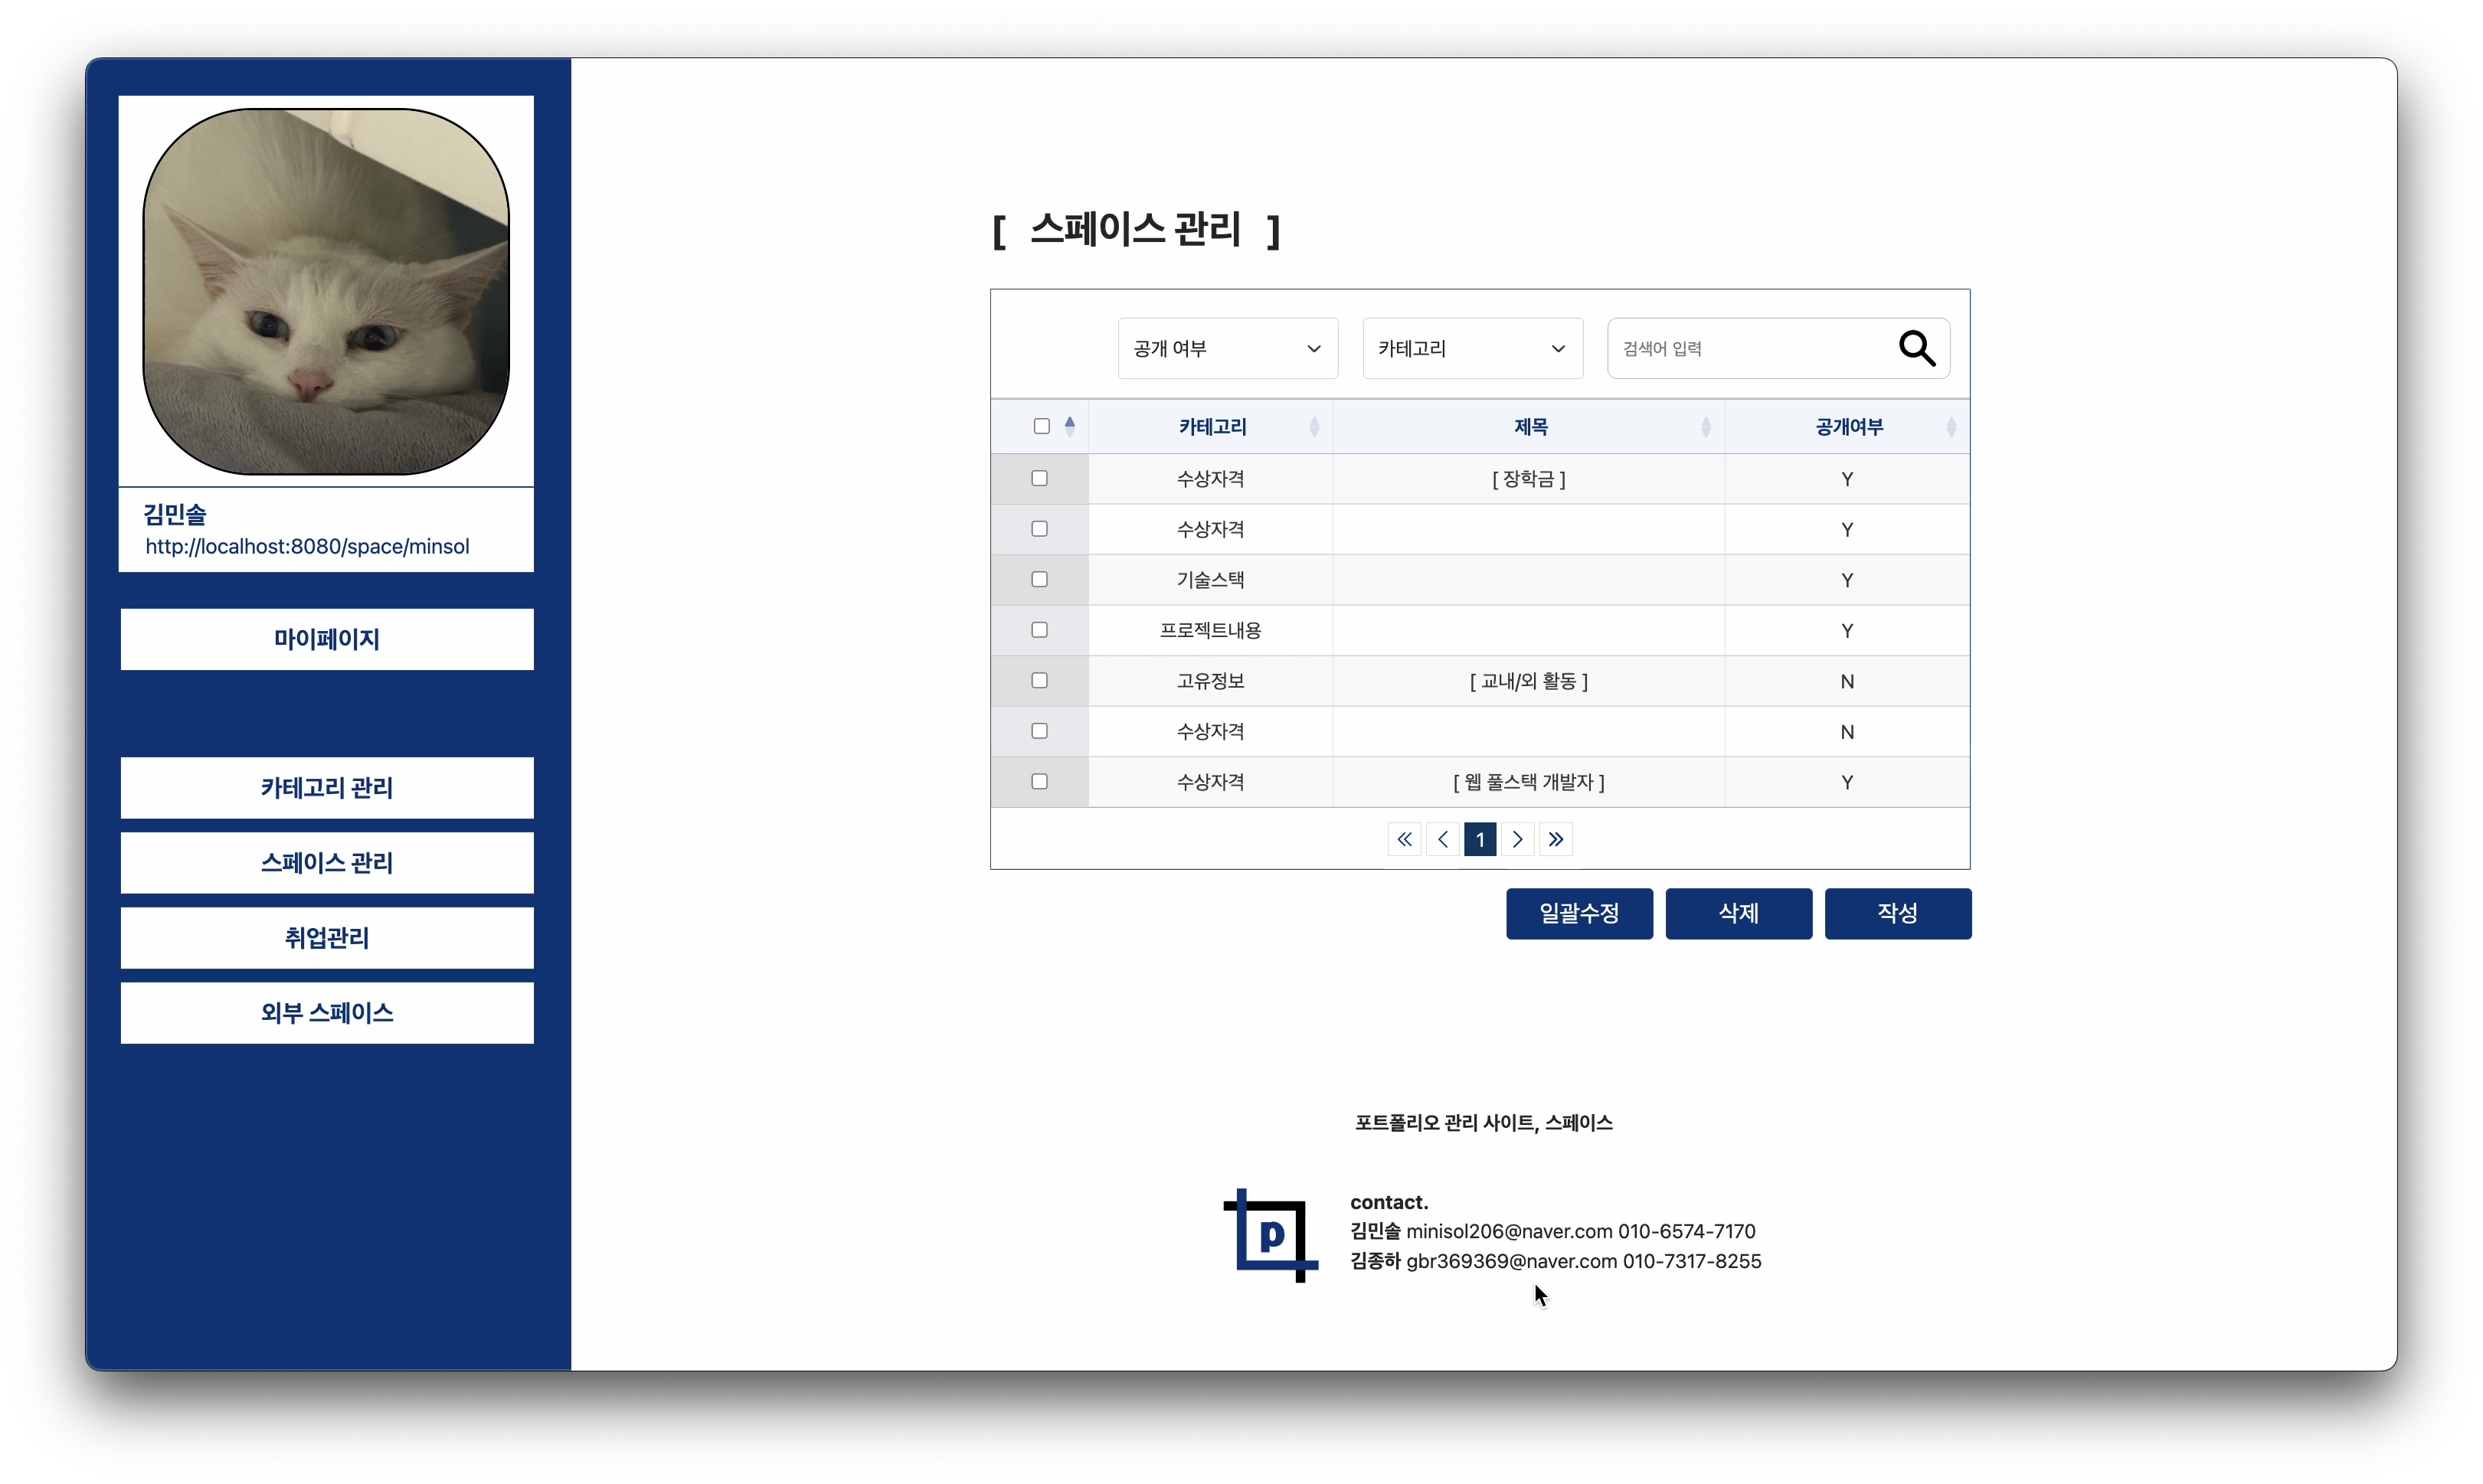 김민솔
http://localhost:8080/space/minsol
마이페이지
카테고리 관리
스페이스 관리
취업관리
외부 스페이스
[ 스페이스 관리 ]
공개 여부 카테고리 검색어 입력
카테고리 제목 공개여부
수상자격 [ 장학금 ] Y
수상자격 Y
기술스택 Y
프로젝트내용 Y
고유정보 [ 교내/외 활동 ] N
수상자격 N
수상자격 [ 웹 풀스택 개발자 ] Y
« < 1 > »
일괄수정 삭제 작성
포트폴리오 관리 사이트, 스페이스
p
contact.
김민솔 minisol206@naver.com 010-6574-7170
김종하 gbr369369@naver.com 010-7317-8255